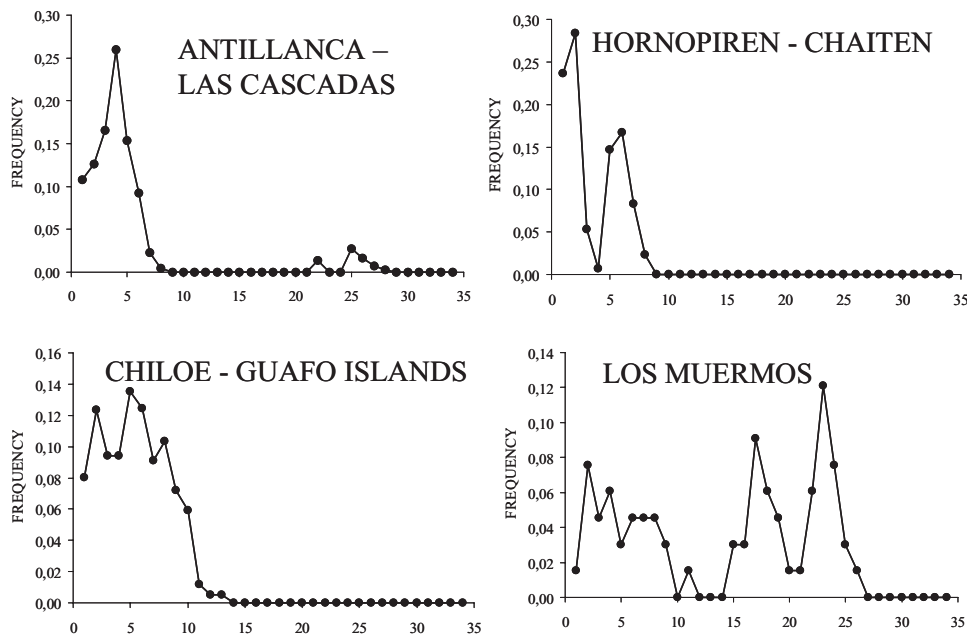 ANTILLANCA –
LAS CASCADAS
FREQUENCY
0,30
0,25
0,20
0,15
0,10
0,05
0,00
0 5 10 15 20 25 30 35
HORNOPIREN - CHAITEN
FREQUENCY
0,30
0,25
0,20
0,15
0,10
0,05
0,00
0 5 10 15 20 25 30 35
CHILOE - GUAFO ISLANDS
FREQUENCY
0,16
0,14
0,12
0,10
0,08
0,06
0,04
0,02
0,00
0 5 10 15 20 25 30 35
LOS MUERMOS
FREQUENCY
0,14
0,12
0,10
0,08
0,06
0,04
0,02
0,00
0 5 10 15 20 25 30 35